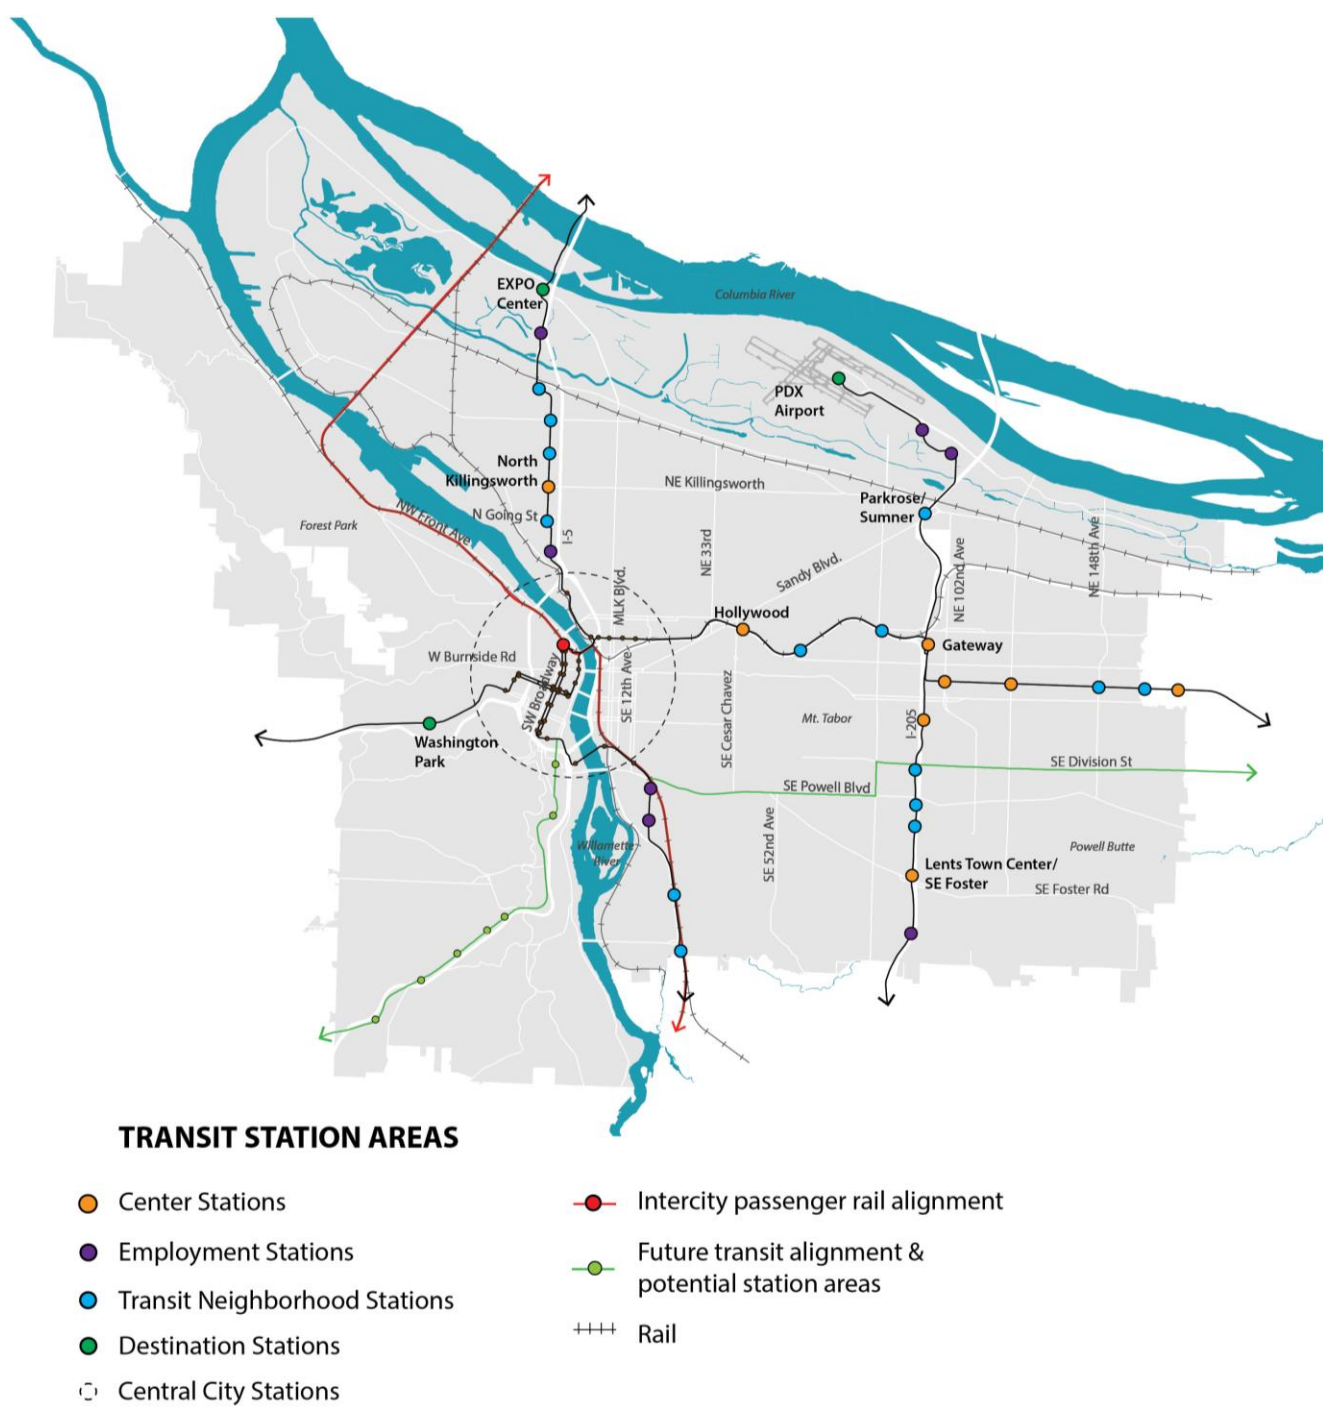 EXPO
Center
Columbia River
PDX
Airport
North
Killingsworth
NE Killingsworth
Parkrose/
Sumner
N Going St
NW Front Ave
Forest Park
I-5
NE 33rd
Sandy Blvd.
NE 102nd Ave
NE 148th Ave
MLK Blvd.
Hollywood
Gateway
W Burnside Rd
SW Broadway
SE 12th Ave
SE Cesar Chavez
Mt. Tabor
I-205
Washington
Park
SE Division St
SE Powell Blvd
SE 52nd Ave
Willamette
River
Powell Butte
Lents Town Center/
SE Foster
SE Foster Rd
TRANSIT STATION AREAS
Center Stations
Employment Stations
Transit Neighborhood Stations
Destination Stations
Central City Stations
Intercity passenger rail alignment
Future transit alignment &
potential station areas
Rail